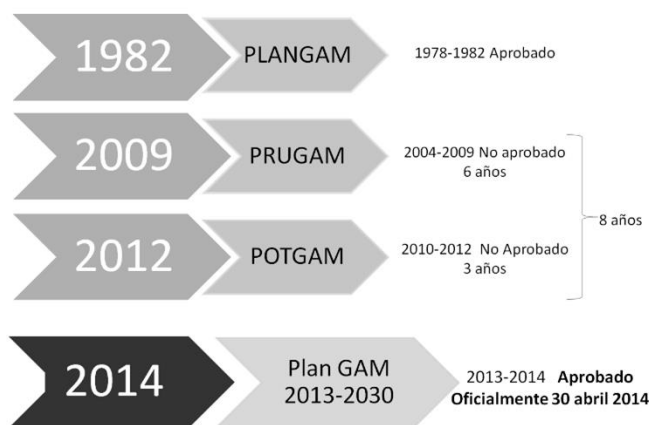 1982
PLANGAM
1978-1982 Aprobado
2009
PRUGAM
2004-2009 No aprobado
6 años
2012
POTGAM
2010-2012 No Aprobado
3 años
8 años
2014
Plan GAM
2013-2030
2013-2014 Aprobado
Oficialmente 30 abril 2014